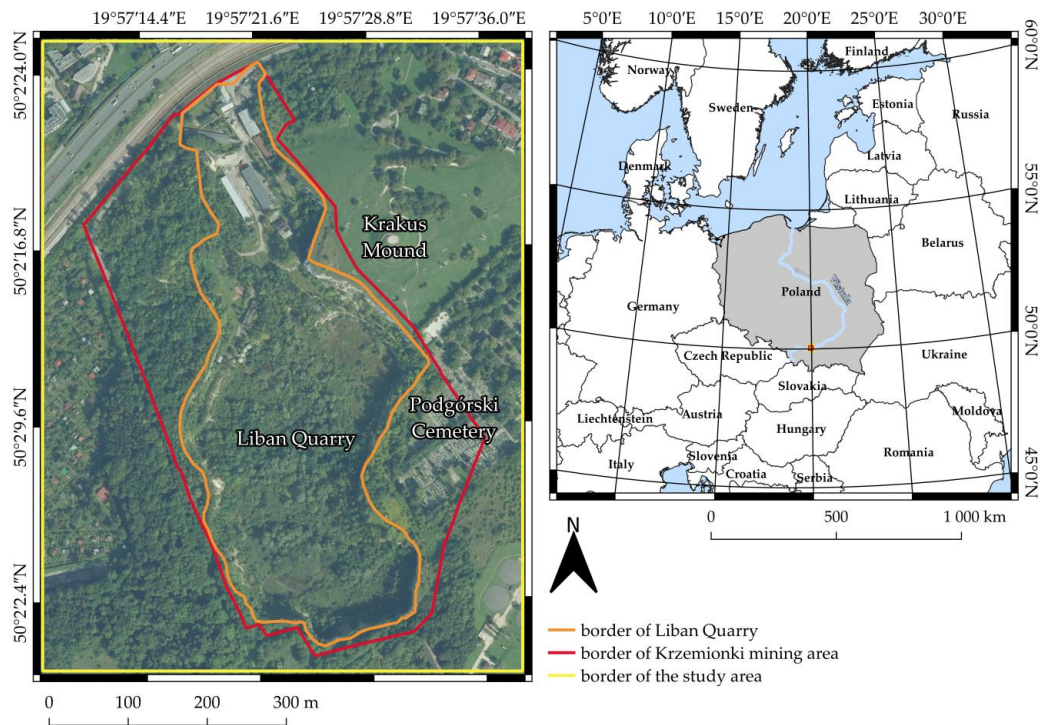 19°57′14.4″E 19°57′21.6″E 19°57′28.8″E 19°57′36.0″E
50°2′24.0″N
50°2′16.8″N
50°2′9.6″N
50°2′2.4″N
Krakus
Mound
Liban Quarry
Podgórski
Cemetery
0 100 200 300 m
5°0′E 10°0′E 15°0′E 20°0′E 25°0′E 30°0′E
60°0′N
55°0′N
50°0′N
45°0′N
Finland
Norway
Sweden
Estonia
Russia
Latvia
Denmark
Lithuania
Belarus
Vistula
Poland
Germany
Czech Republic
Ukraine
Slovakia
Liechtenstein
Austria
Moldova
Hungary
Slovenia
Romania
Italy
Croatia
Serbia
0 500 1 000 km
N
border of Liban Quarry
border of Krzemionki mining area
border of the study area